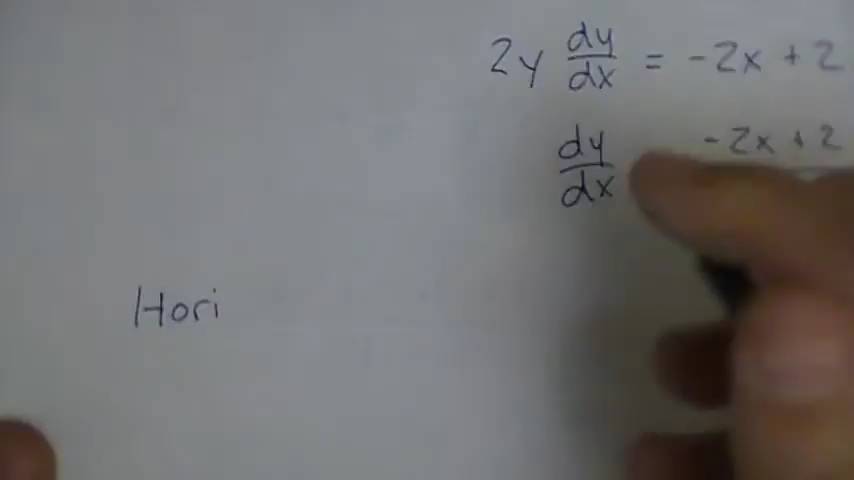 2y dy/dx = -2x + 2
dy/dx -2x + 2
Hori